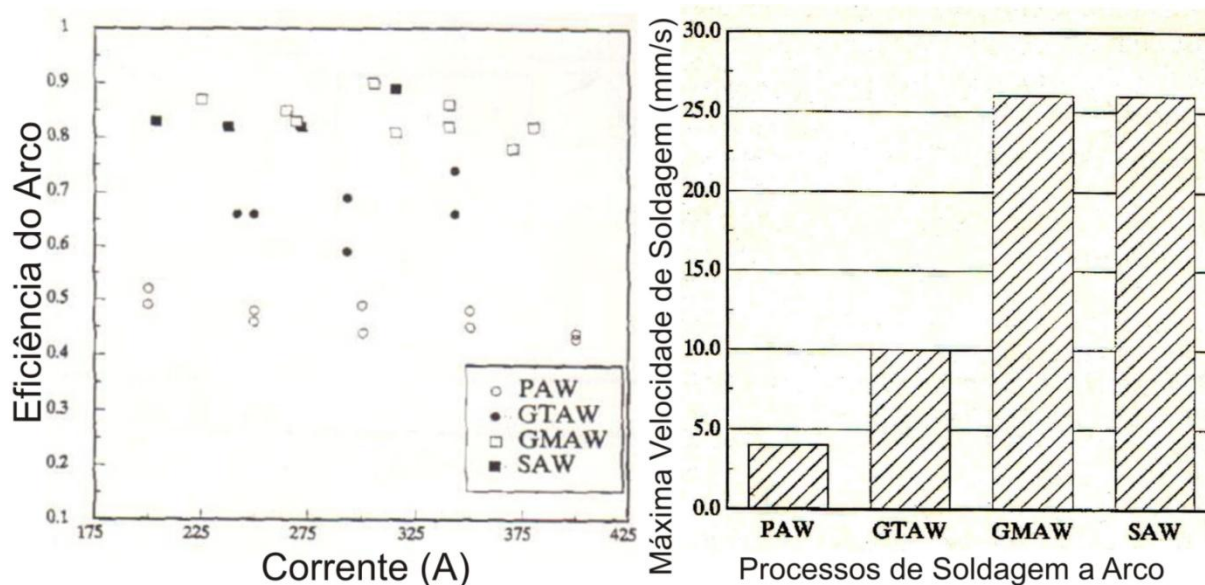 Eficiência do Arco
1
0.9
0.8
0.7
0.6
0.5
0.4
0.3
0.2
0.1
175
225
275
325
375
425
Corrente (A)
PAW
GTAW
GMAW
SAW
Máxima Velocidade de Soldagem (mm/s)
30.0
25.0
20.0
15.0
10.0
5.0
0.0
PAW
GTAW
GMAW
SAW
Processos de Soldagem a Arco